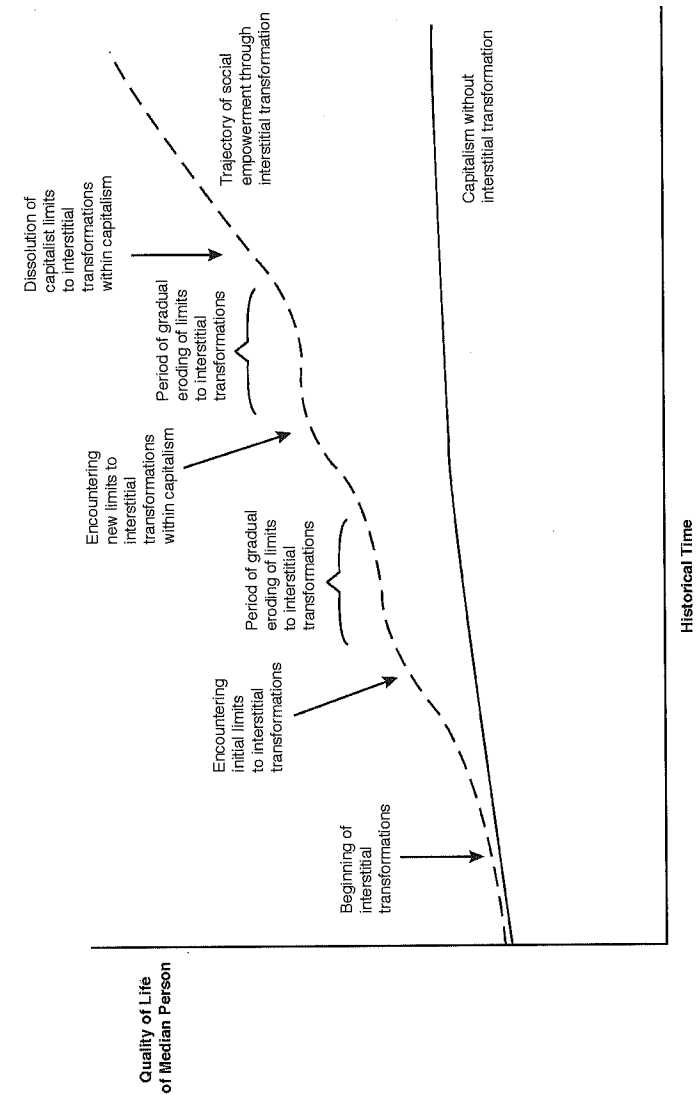 Quality of Life
of Median Person
Beginning of
interstitial
transformations
Encountering
initial limits
to interstitial
transformations
Period of gradual
eroding of limits
to interstitial
transformations
Encountering
new limits to
interstitial
transformations
within capitalism
Period of gradual
eroding of limits
to interstitial
transformations
Dissolution of
capitalist limits
to interstitial
transformations
within capitalism
Trajectory of social
empowerment through
interstitial transformation
Capitalism without
interstitial transformation
Historical Time